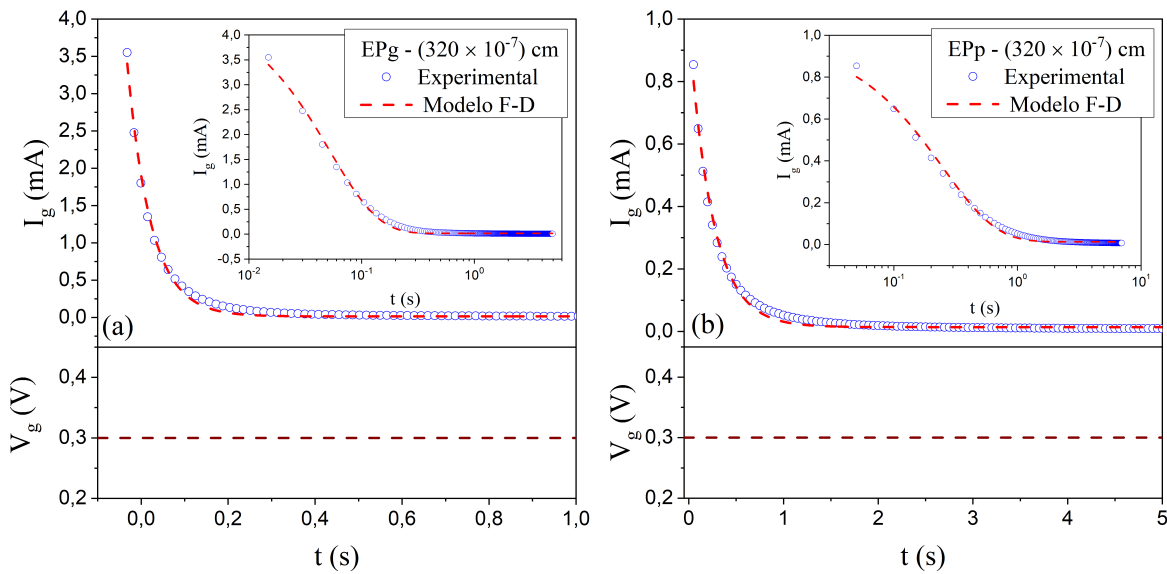 4,0
3,5
3,0
2,5
2,0
1,5
1,0
0,5
0,0
I_g (mA)
(a)
EPg - (320 × 10^-7) cm
Experimental
Modelo F-D
4,0
3,5
3,0
2,5
2,0
1,5
1,0
0,5
0,0
-0,5
I_g (mA)
10^-2 10^-1 10^0
t (s)
0,4
0,3
0,2
V_g (V)
0,0 0,2 0,4 0,6 0,8 1,0
t (s)
1,0
0,8
0,6
0,4
0,2
0,0
I_g (mA)
(b)
EPp - (320 × 10^-7) cm
Experimental
Modelo F-D
1,0
0,8
0,6
0,4
0,2
0,0
I_g (mA)
10^-1 10^0 10^1
t (s)
0,4
0,3
0,2
V_g (V)
0 1 2 3 4 5
t (s)